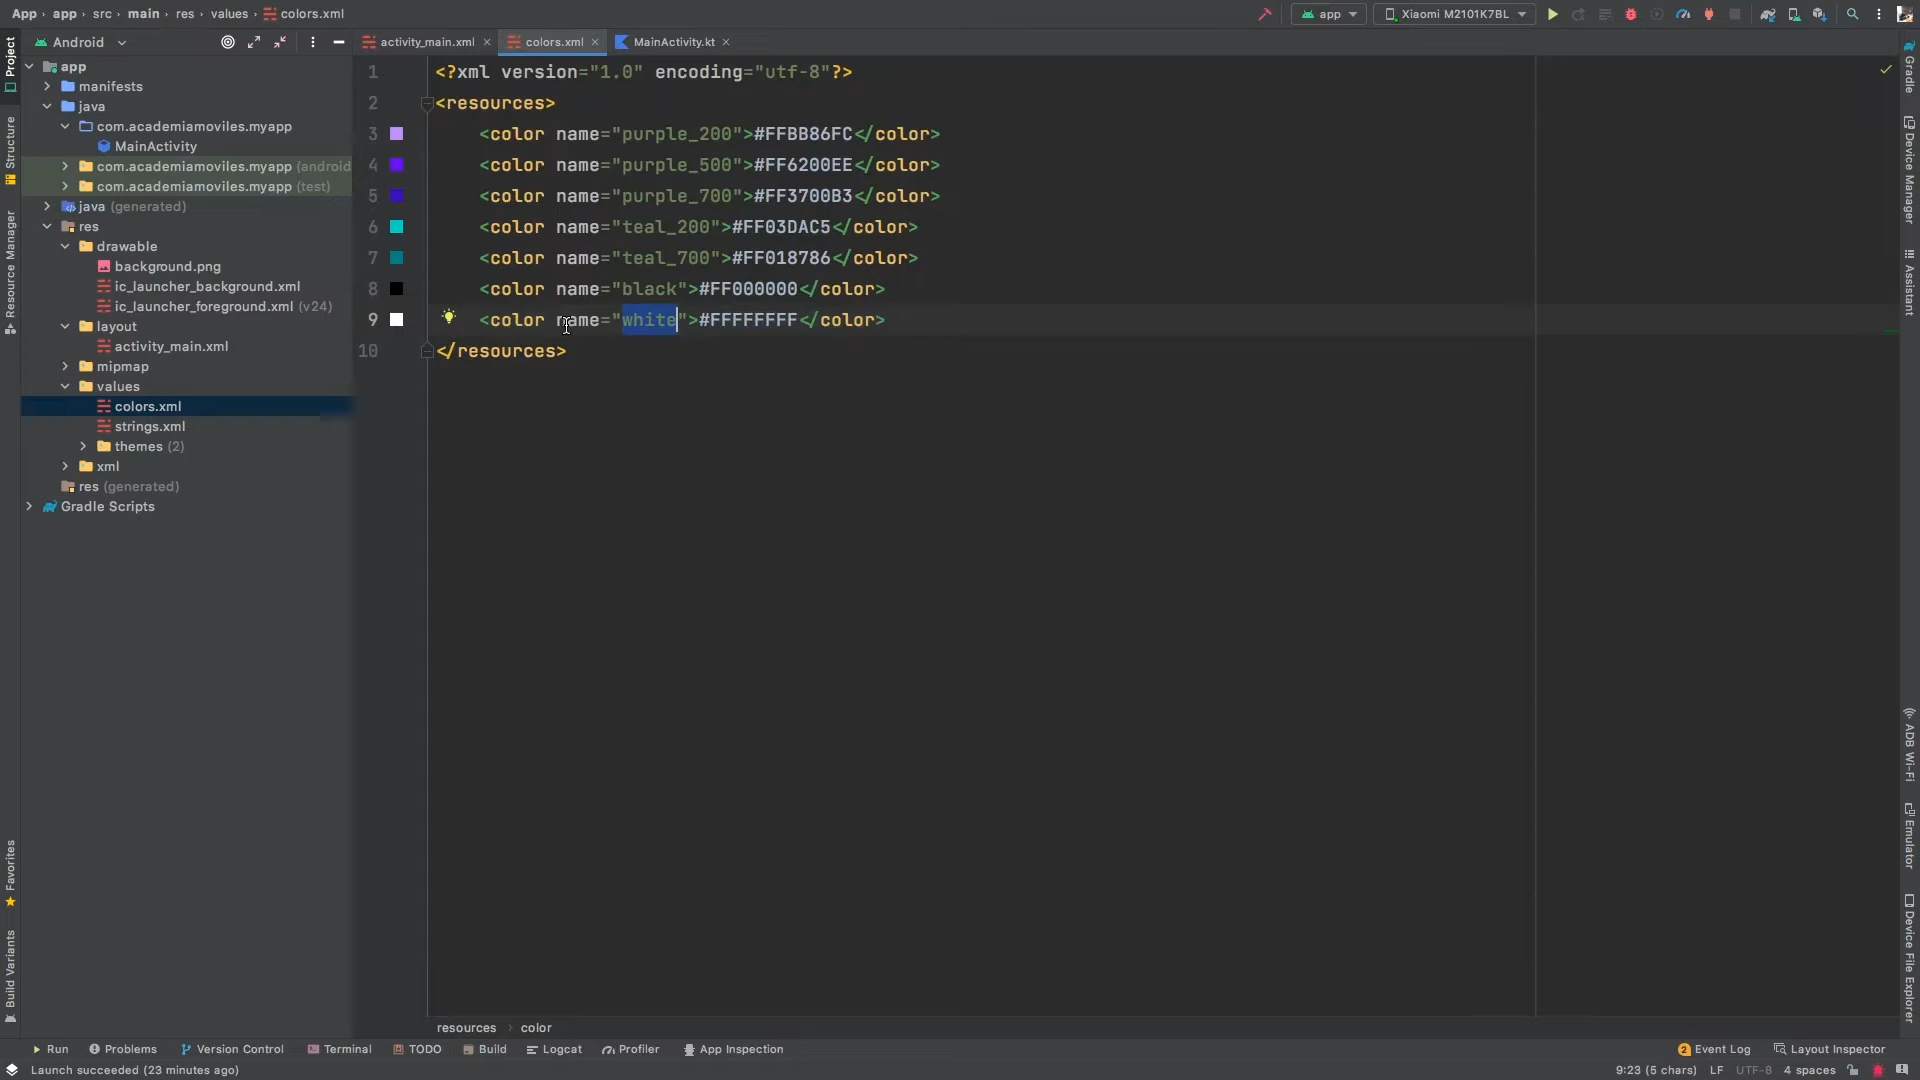 App app src main res values colors.xml
app Xiaomi M2101K7BL
Android
activity_main.xml colors.xml MainActivity.kt
Project
Structure
Resource Manager
Favorites
Build Variants
app
manifests
java
com.academiamoviles.myapp
MainActivity
com.academiamoviles.myapp (android
com.academiamoviles.myapp (test)
java (generated)
res
drawable
background.png
ic_launcher_background.xml
ic_launcher_foreground.xml (v24)
layout
activity_main.xml
mipmap
values
colors.xml
strings.xml
themes (2)
xml
res (generated)
Gradle Scripts
1 <?xml version="1.0" encoding="utf-8"?>
2 <resources>
3 <color name="purple_200">#FFBB86FC</color>
4 <color name="purple_500">#FF6200EE</color>
5 <color name="purple_700">#FF3700B3</color>
6 <color name="teal_200">#FF03DAC5</color>
7 <color name="teal_700">#FF018786</color>
8 <color name="black">#FF000000</color>
9 <color name="white">#FFFFFFFF</color>
10 </resources>
Gradle
Device Manager
Assistant
ADB Wi-Fi
Emulator
Device File Explorer
resources color
Run Problems Version Control Terminal TODO Build Logcat Profiler App Inspection 2 Event Log Layout Inspector
Launch succeeded (23 minutes ago) 9:23 (5 chars) LF UTF-8 4 spaces